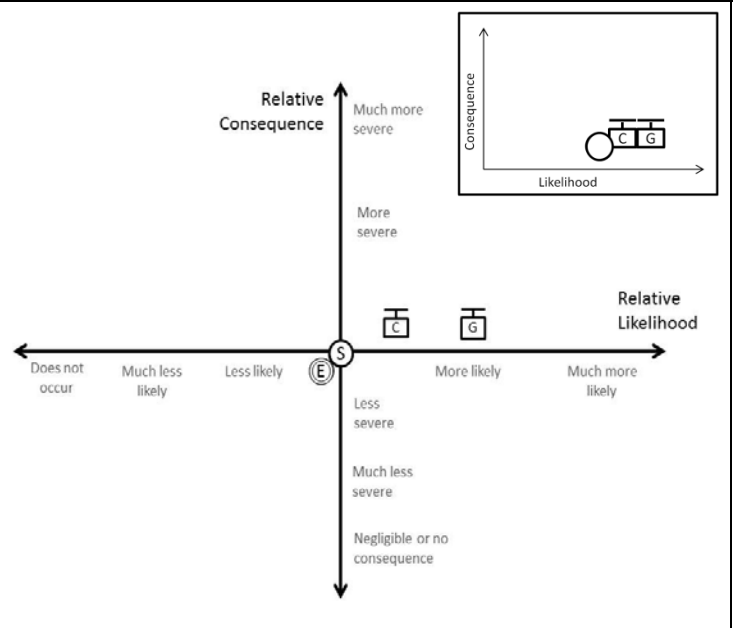 Relative
Consequence
Much more
severe
More
severe
Consequence
C
G
Likelihood
C
G
Relative
Likelihood
S
E
Does not
occur
Much less
likely
Less likely
More likely
Much more
likely
Less
severe
Much less
severe
Negligible or no
consequence